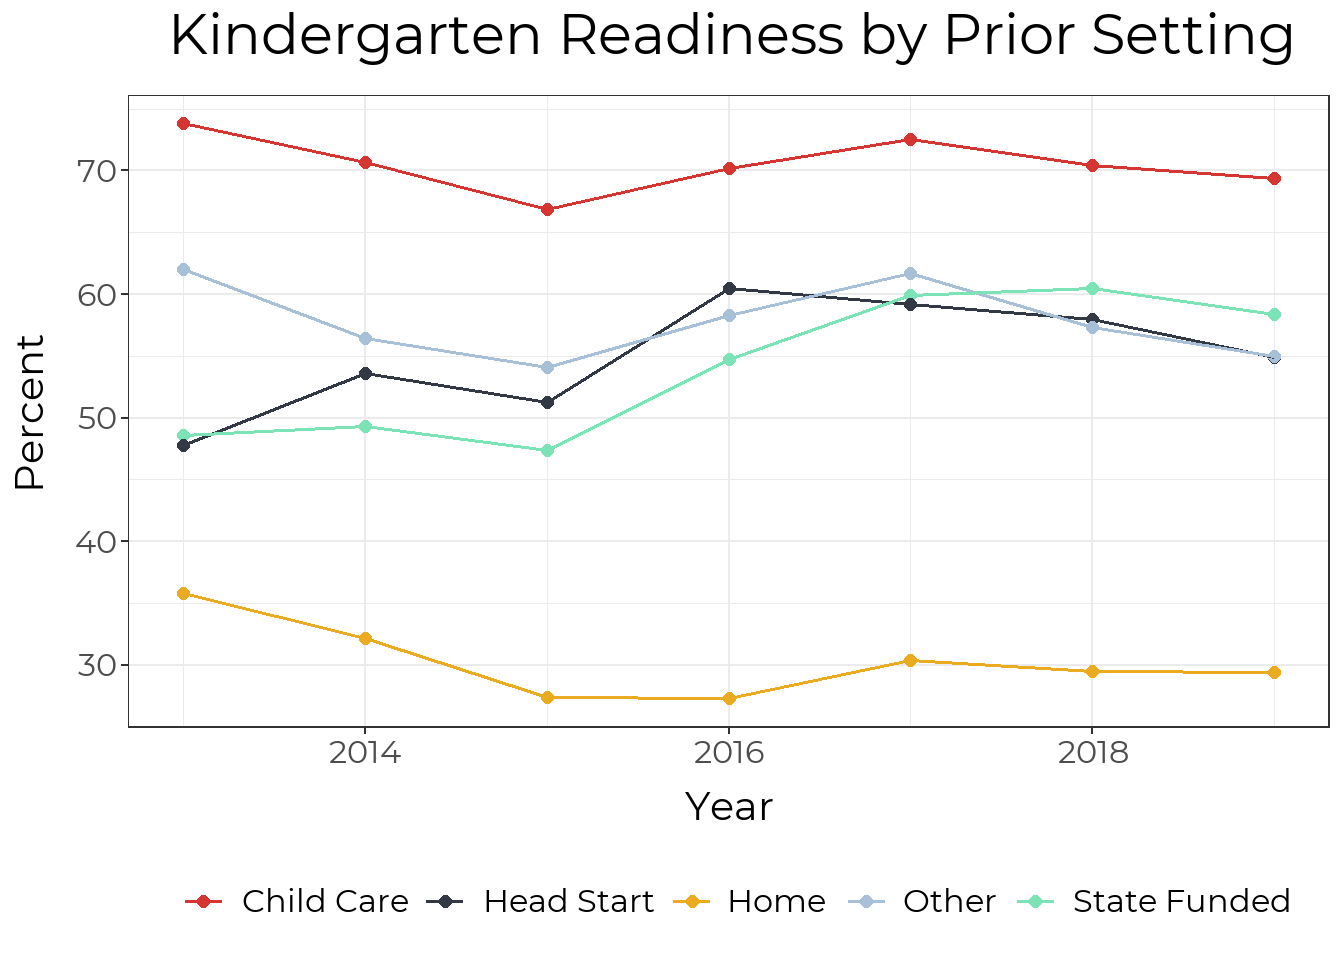 Kindergarten Readiness by Prior Setting
Percent
70
60
50
40
30
2014 2016 2018
Year
Child Care Head Start Home Other State Funded